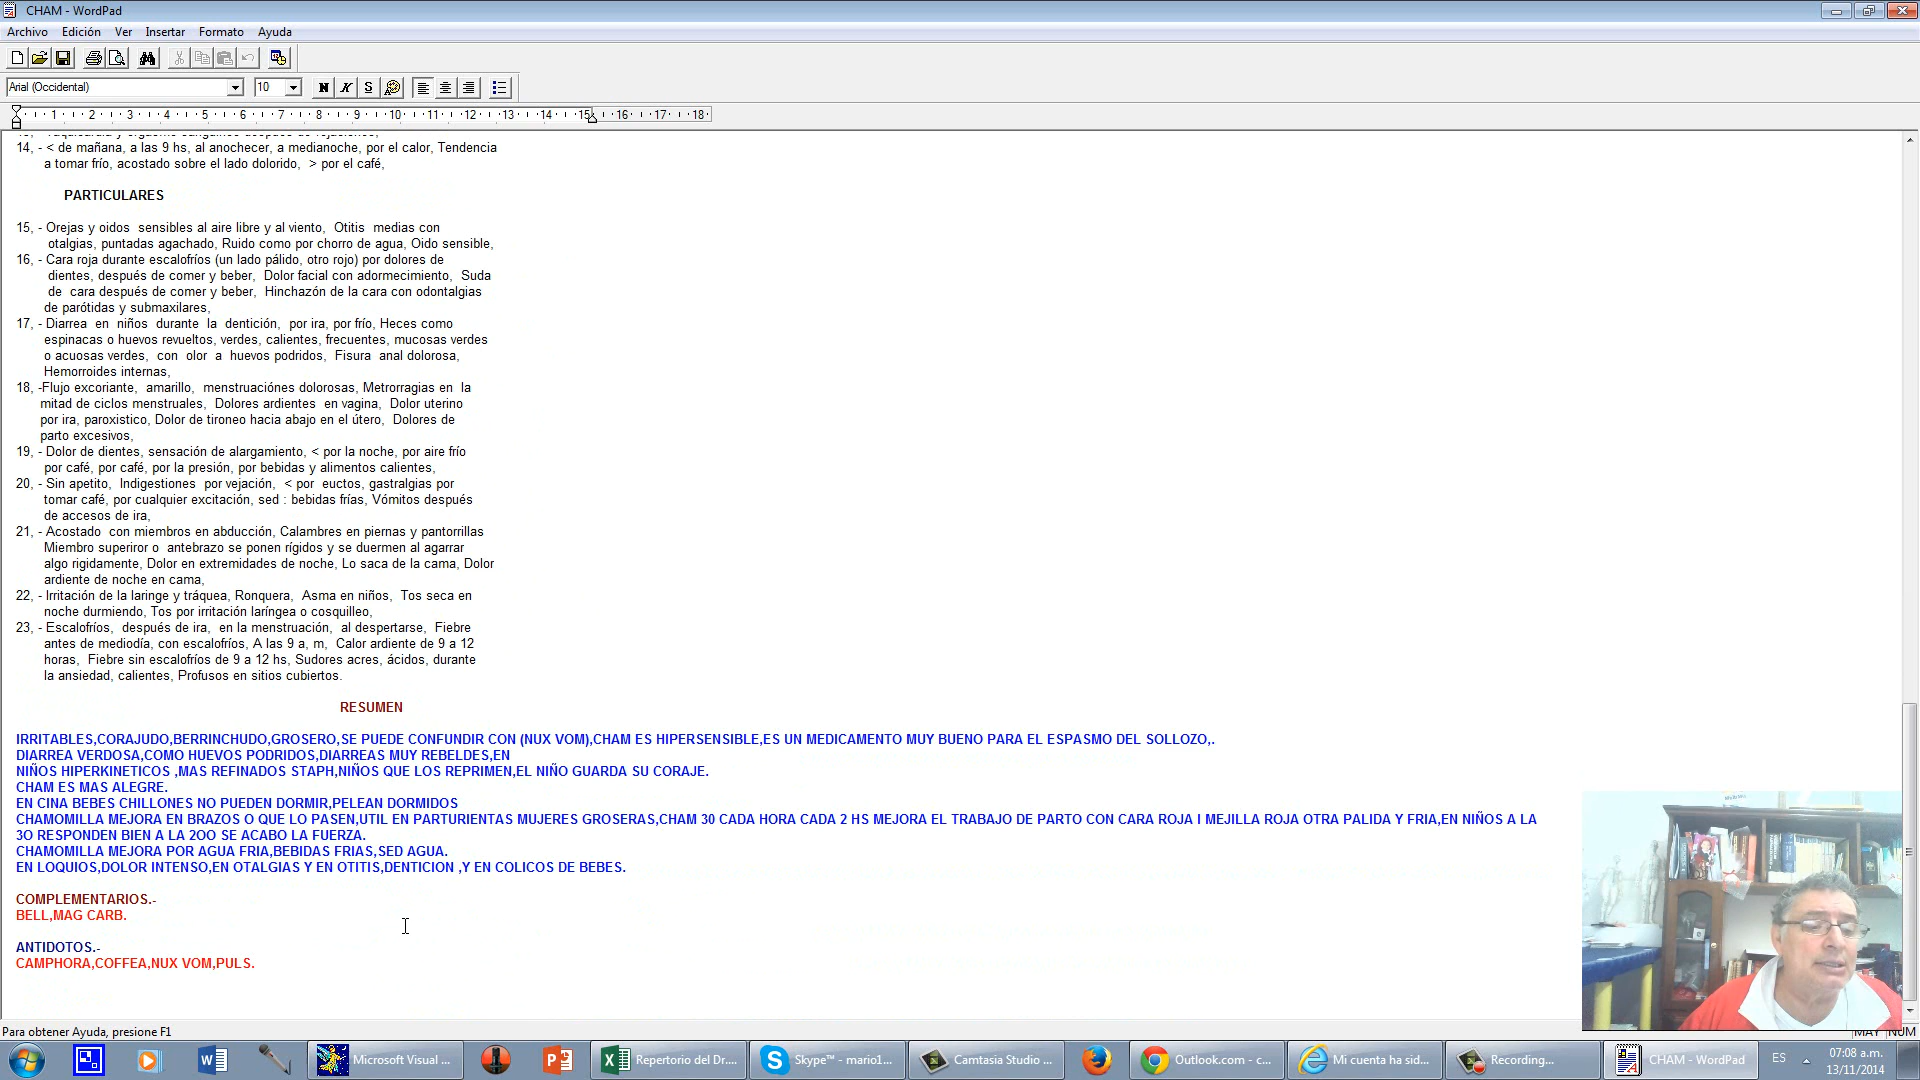 CHAM - WordPad
Archivo Edición Ver Insertar Formato Ayuda
Arial (Occidental) 10 N K S
1 2 3 4 5 6 7 8 9 10 11 12 13 14 15 16 17 18
14, - < de mañana, a las 9 hs, al anochecer, a medianoche, por el calor, Tendencia
a tomar frío, acostado sobre el lado dolorido, > por el café,
PARTICULARES
15, - Orejas y oidos sensibles al aire libre y al viento, Otitis medias con
otalgias, puntadas agachado, Ruido como por chorro de agua, Oido sensible,
16, - Cara roja durante escalofríos (un lado pálido, otro rojo) por dolores de
dientes, después de comer y beber, Dolor facial con adormecimiento, Suda
de cara después de comer y beber, Hinchazón de la cara con odontalgias
de parótidas y submaxilares,
17, - Diarrea en niños durante la dentición, por ira, por frío, Heces como
espinacas o huevos revueltos, verdes, calientes, frecuentes, mucosas verdes
o acuosas verdes, con olor a huevos podridos, Fisura anal dolorosa,
Hemorroides internas,
18, -Flujo excoriante, amarillo, menstruaciónes dolorosas, Metrorragias en la
mitad de ciclos menstruales, Dolores ardientes en vagina, Dolor uterino
por ira, paroxistico, Dolor de tironeo hacia abajo en el útero, Dolores de
parto excesivos,
19, - Dolor de dientes, sensación de alargamiento, < por la noche, por aire frío
por café, por café, por la presión, por bebidas y alimentos calientes,
20, - Sin apetito, Indigestiones por vejación, < por euctos, gastralgias por
tomar café, por cualquier excitación, sed : bebidas frías, Vómitos después
de accesos de ira,
21, - Acostado con miembros en abducción, Calambres en piernas y pantorrillas
Miembro superiror o antebrazo se ponen rígidos y se duermen al agarrar
algo rigidamente, Dolor en extremidades de noche, Lo saca de la cama, Dolor
ardiente de noche en cama,
22, - Irritación de la laringe y tráquea, Ronquera, Asma en niños, Tos seca en
noche durmiendo, Tos por irritación laríngea o cosquilleo,
23, - Escalofríos, después de ira, en la menstruación, al despertarse, Fiebre
antes de mediodía, con escalofríos, A las 9 a, m, Calor ardiente de 9 a 12
horas, Fiebre sin escalofríos de 9 a 12 hs, Sudores acres, ácidos, durante
la ansiedad, calientes, Profusos en sitios cubiertos.
RESUMEN
IRRITABLES,CORAJUDO,BERRINCHUDO,GROSERO,SE PUEDE CONFUNDIR CON (NUX VOM),CHAM ES HIPERSENSIBLE,ES UN MEDICAMENTO MUY BUENO PARA EL ESPASMO DEL SOLLOZO,.
DIARREA VERDOSA,COMO HUEVOS PODRIDOS,DIARREAS MUY REBELDES,EN
NIÑOS HIPERKINETICOS ,MAS REFINADOS STAPH,NIÑOS QUE LOS REPRIMEN,EL NIÑO GUARDA SU CORAJE.
CHAM ES MAS ALEGRE.
EN CINA BEBES CHILLONES NO PUEDEN DORMIR,PELEAN DORMIDOS
CHAMOMILLA MEJORA EN BRAZOS O QUE LO PASEN,UTIL EN PARTURIENTAS MUJERES GROSERAS,CHAM 30 CADA HORA CADA 2 HS MEJORA EL TRABAJO DE PARTO CON CARA ROJA I MEJILLA ROJA OTRA PALIDA Y FRIA,EN NIÑOS A LA
3O RESPONDEN BIEN A LA 2OO SE ACABO LA FUERZA.
CHAMOMILLA MEJORA POR AGUA FRIA,BEBIDAS FRIAS,SED AGUA.
EN LOQUIOS,DOLOR INTENSO,EN OTALGIAS Y EN OTITIS,DENTICION ,Y EN COLICOS DE BEBES.
COMPLEMENTARIOS.-
BELL,MAG CARB.
ANTIDOTOS.-
CAMPHORA,COFFEA,NUX VOM,PULS.
Para obtener Ayuda, presione F1
MAY NUM
Microsoft Visual ... Repertorio del Dr.... Skype™ - mario1... Camtasia Studio ... Outlook.com - c... Mi cuenta ha sid... Recording... CHAM - WordPad ES 07:08 a.m.
13/11/2014